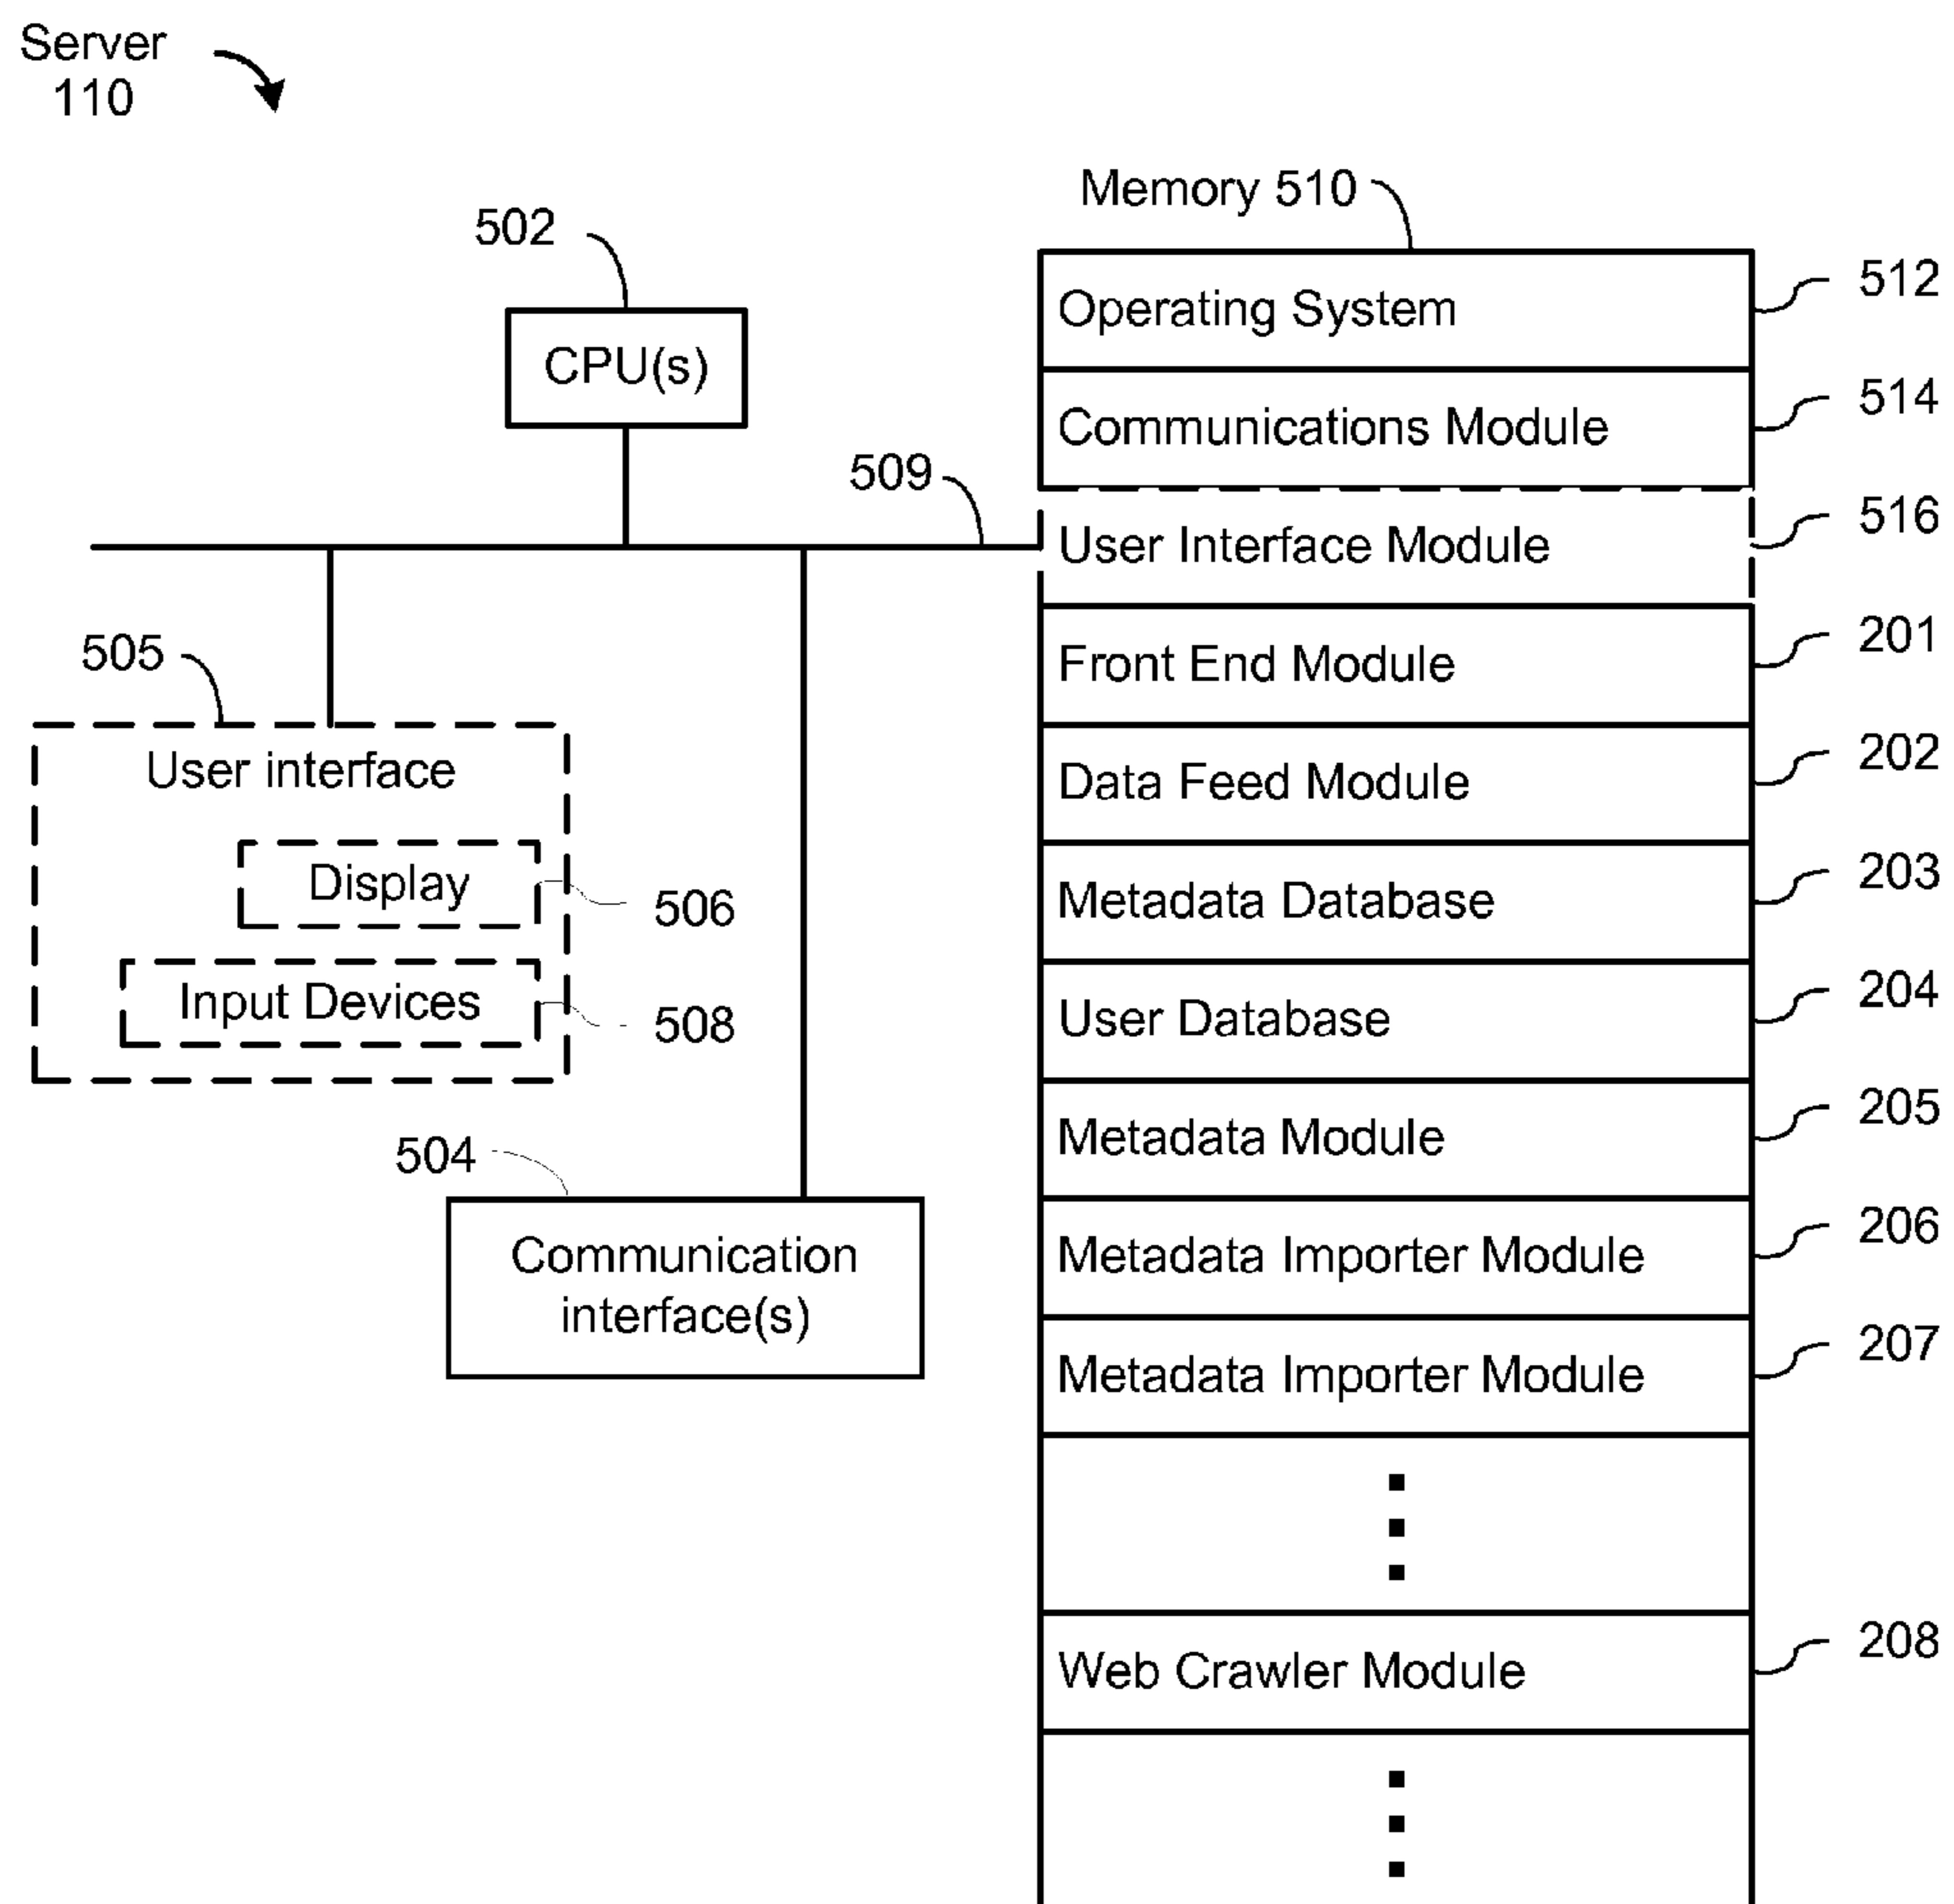 Server
110
Memory 510
502
512
Operating System
CPU(s)
514
Communications Module
509
516
User Interface Module
201
505
Front End Module
202
User interface
Data Feed Module
203
Display
506
Metadata Database
204
Input Devices
508
User Database
205
504
Metadata Module
206
Communication
interface(s)
Metadata Importer Module
207
Metadata Importer Module
208
Web Crawler Module